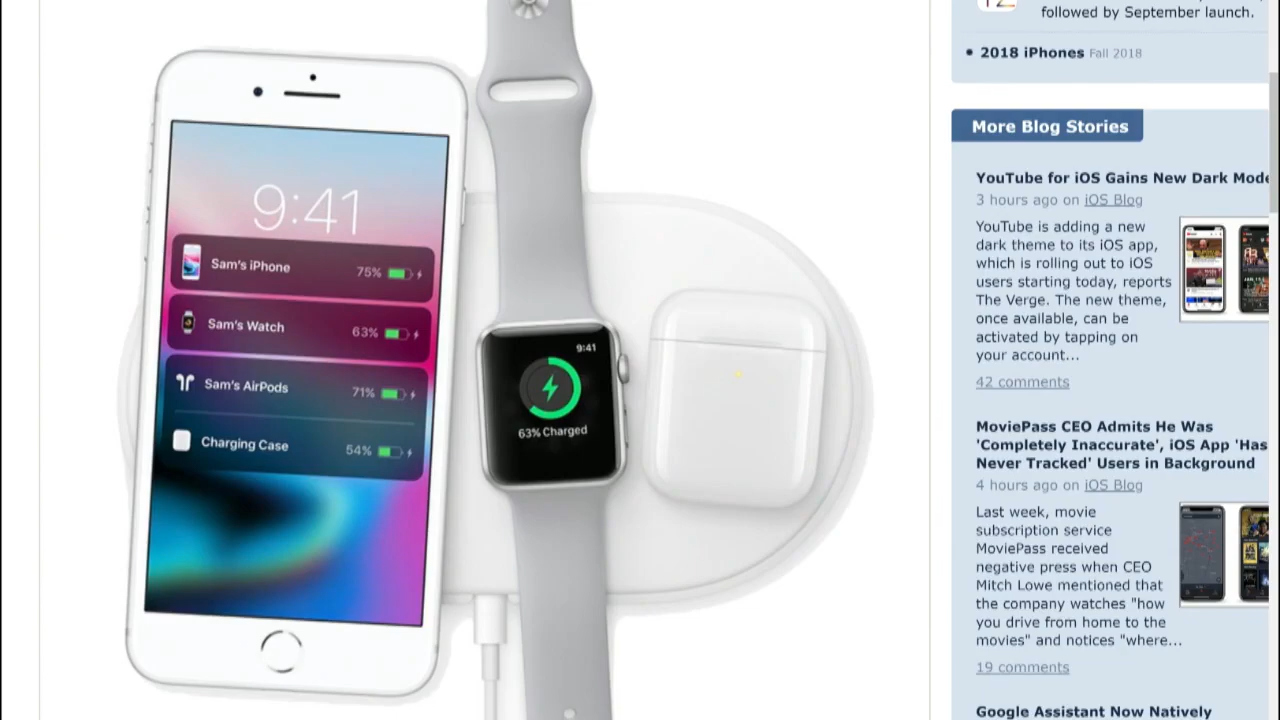 9:41
Sam's iPhone 75%
Sam's Watch 63%
Sam's AirPods 71%
Charging Case 54%
9:41
63% Charged
followed by September launch.
• 2018 iPhones Fall 2018
More Blog Stories
YouTube for iOS Gains New Dark Mode
3 hours ago on iOS Blog
YouTube is adding a new
dark theme to its iOS app,
which is rolling out to iOS
users starting today, reports
The Verge. The new theme,
once available, can be
activated by tapping on
your account...
42 comments
MoviePass CEO Admits He Was
'Completely Inaccurate', iOS App 'Has
Never Tracked' Users in Background
4 hours ago on iOS Blog
Last week, movie
subscription service
MoviePass received
negative press when CEO
Mitch Lowe mentioned that
the company watches "how
you drive from home to the
movies" and notices "where...
19 comments
Google Assistant Now Natively